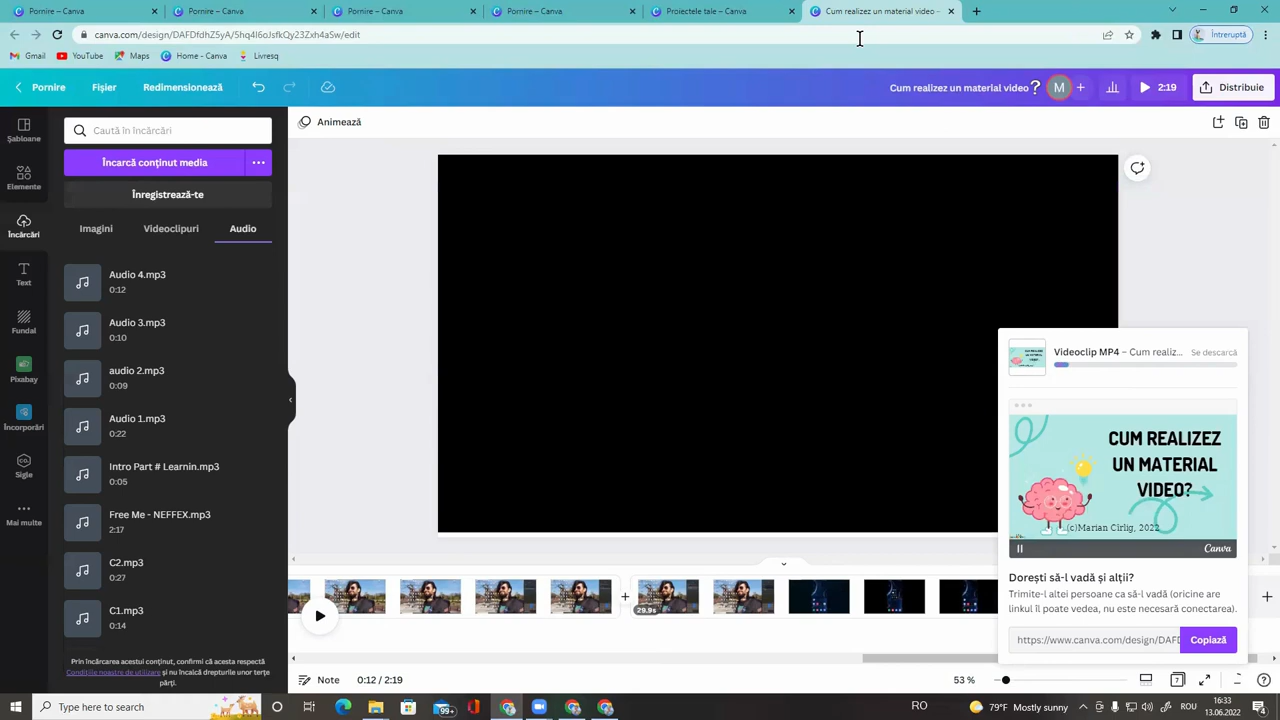 Pornire – Canva
Pornire – Canva
Pornire – Canva
Pornire – Canva
Proiectele tale – Canva
Cum realizez un material video –
canva.com/design/DAFDfdhZ5yA/5hq4l6oJsfkQy23Zxh4aSw/edit
Întreruptă
Gmail
YouTube
Maps
Home - Canva
Livresq
Pornire
Fișier
Redimensionează
Cum realizez un material video?
M
2:19
Distribuie
Șabloane
Elemente
Încărcări
Text
Fundal
Pixabay
Încorporări
Sigle
Mai multe
Caută în încărcări
Încarcă conținut media
Înregistrează-te
Imagini
Videoclipuri
Audio
Audio 4.mp3
0:12
Audio 3.mp3
0:10
audio 2.mp3
0:09
Audio 1.mp3
0:22
Intro Part # Learnin.mp3
0:05
Free Me - NEFFEX.mp3
2:17
C2.mp3
0:27
C1.mp3
0:14
Prin încărcarea acestui conținut, confirmi că acesta respectă
Condițiile noastre de utilizare și nu încalcă drepturile unor terțe
părți.
Animează
Videoclip MP4 – Cum realiz...
Se descarcă
CUM REALIZEZ
UN MATERIAL
VIDEO?
(c)Marian Cîrlig, 2022
Canva
Dorești să-l vadă și alții?
Trimite-l altei persoane ca să-l vadă (oricine are
linkul îl poate vedea, nu este necesară conectarea).
https://www.canva.com/design/DAFD
Copiază
29.9s
Note
0:12 / 2:19
53 %
7
Type here to search
99+
RO
79°F Mostly sunny
RON
16:33
13.06.2022